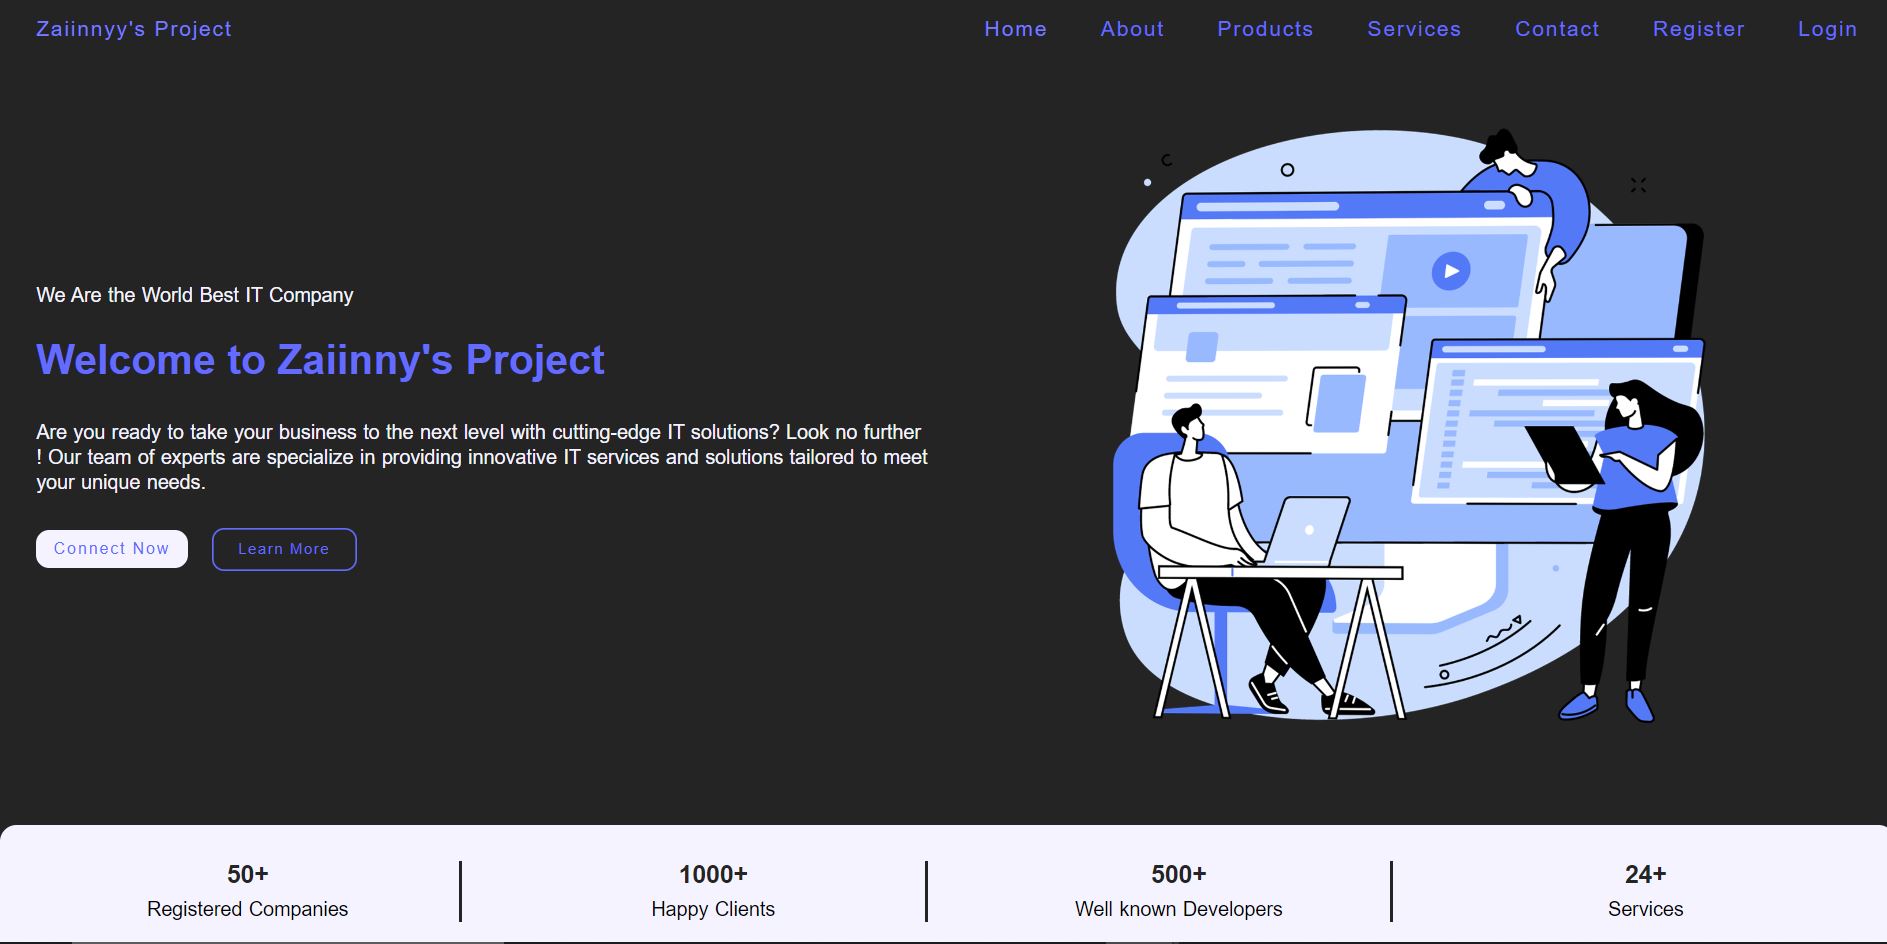 Zaiinnyy's Project
Home About Products Services Contact Register Login
We Are the World Best IT Company
Welcome to Zaiinny's Project
Are you ready to take your business to the next level with cutting-edge IT solutions? Look no further
! Our team of experts are specialize in providing innovative IT services and solutions tailored to meet
your unique needs.
Connect Now
Learn More
50+
Registered Companies
1000+
Happy Clients
500+
Well known Developers
24+
Services